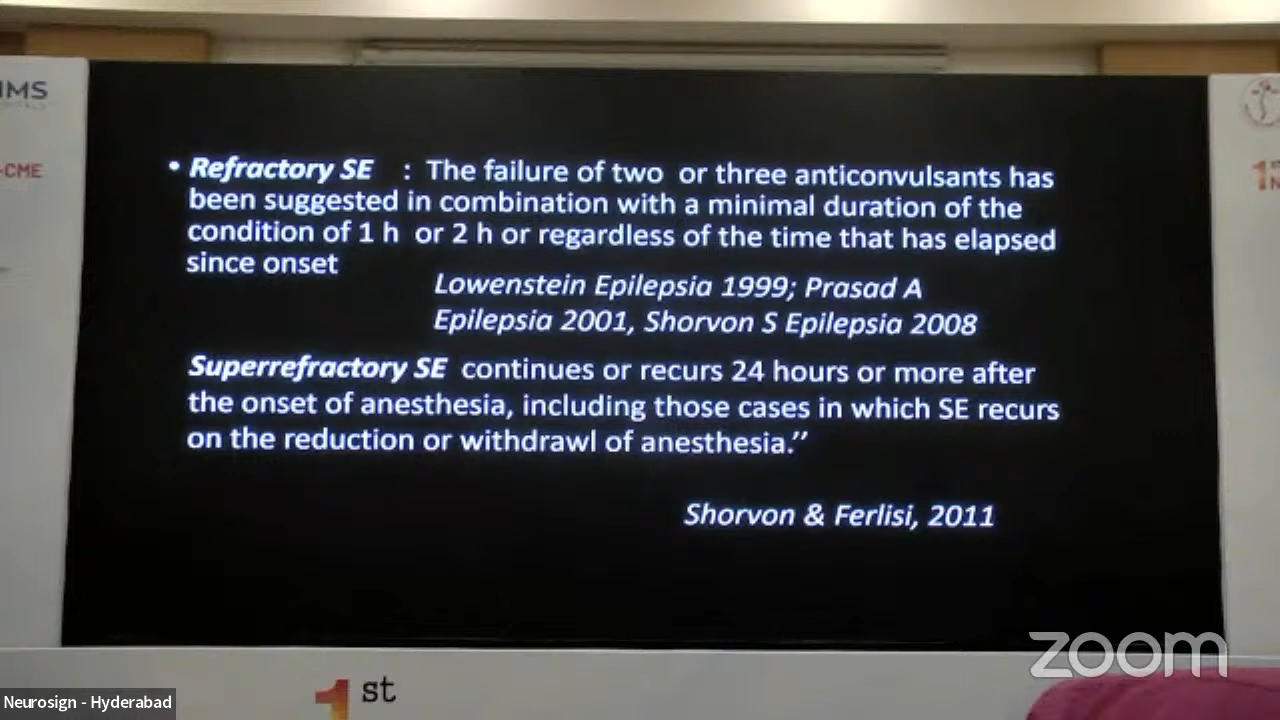 IMS
-CME
1
• Refractory SE : The failure of two or three anticonvulsants has
been suggested in combination with a minimal duration of the
condition of 1 h or 2 h or regardless of the time that has elapsed
since onset
Lowenstein Epilepsia 1999; Prasad A
Epilepsia 2001, Shorvon S Epilepsia 2008
Superrefractory SE continues or recurs 24 hours or more after
the onset of anesthesia, including those cases in which SE recurs
on the reduction or withdrawl of anesthesia.’’
Shorvon & Ferlisi, 2011
zoom
1st
Neurosign - Hyderabad